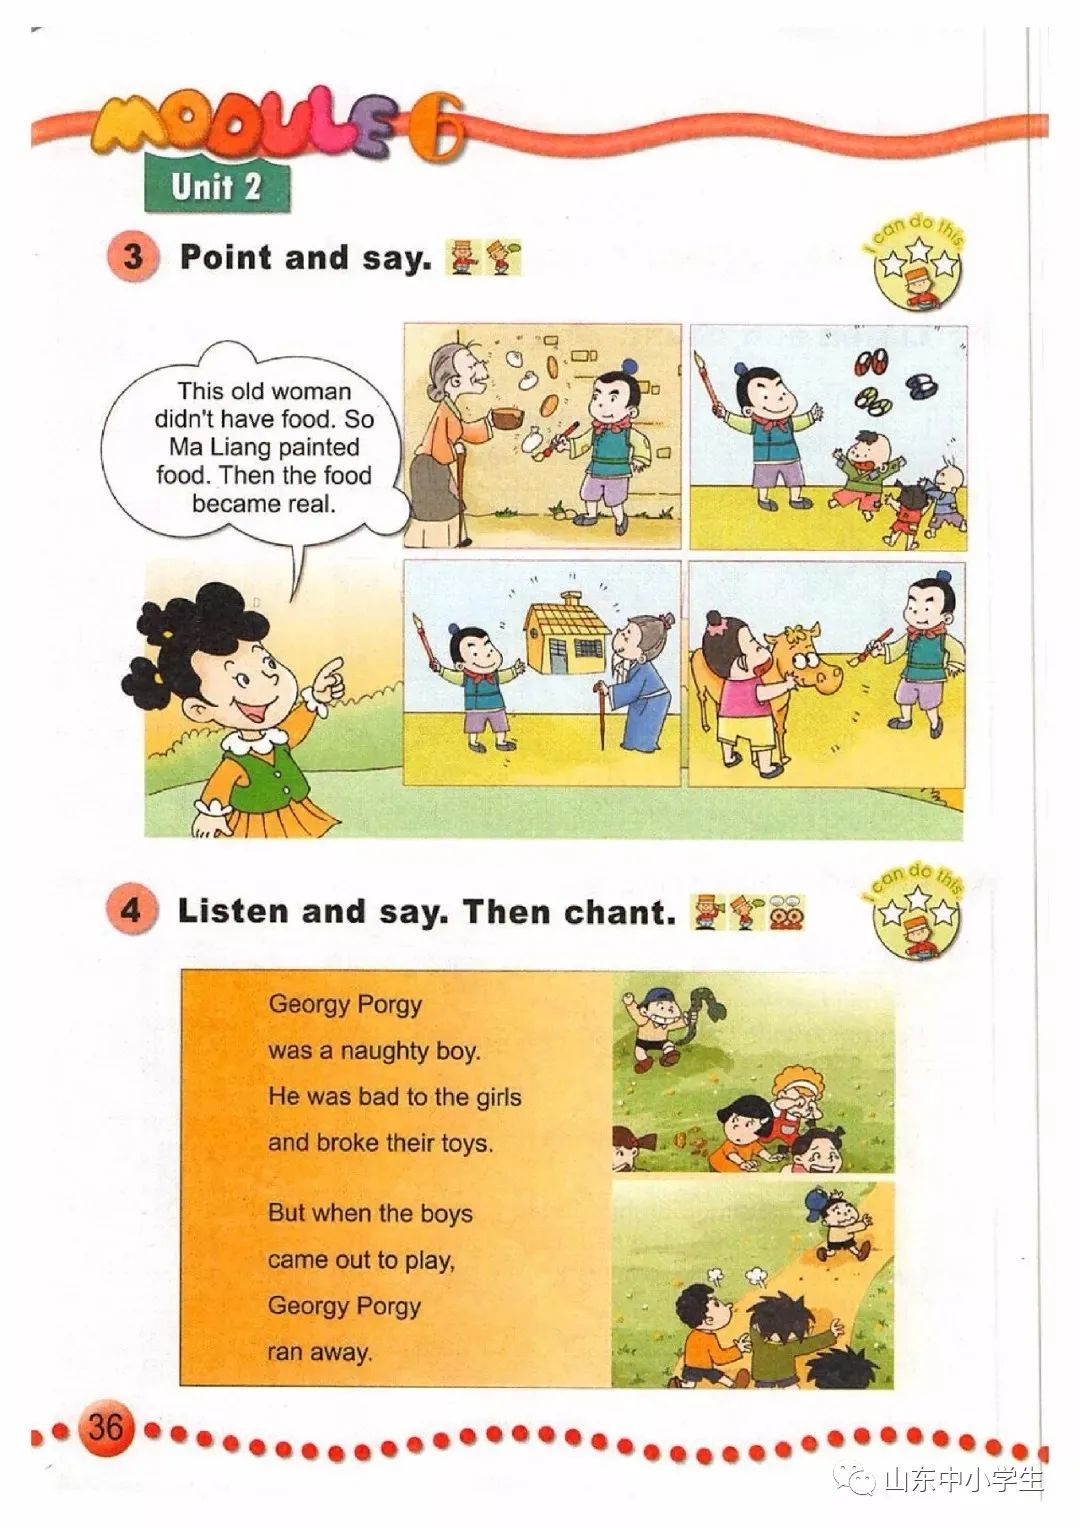 MODULE 6
Unit 2
3 Point and say.
I can do this.
This old woman
didn't have food. So
Ma Liang painted
food. Then the food
became real.
4 Listen and say. Then chant.
I can do this.
Georgy Porgy
was a naughty boy.
He was bad to the girls
and broke their toys.
But when the boys
came out to play,
Georgy Porgy
ran away.
36
山东中小学生